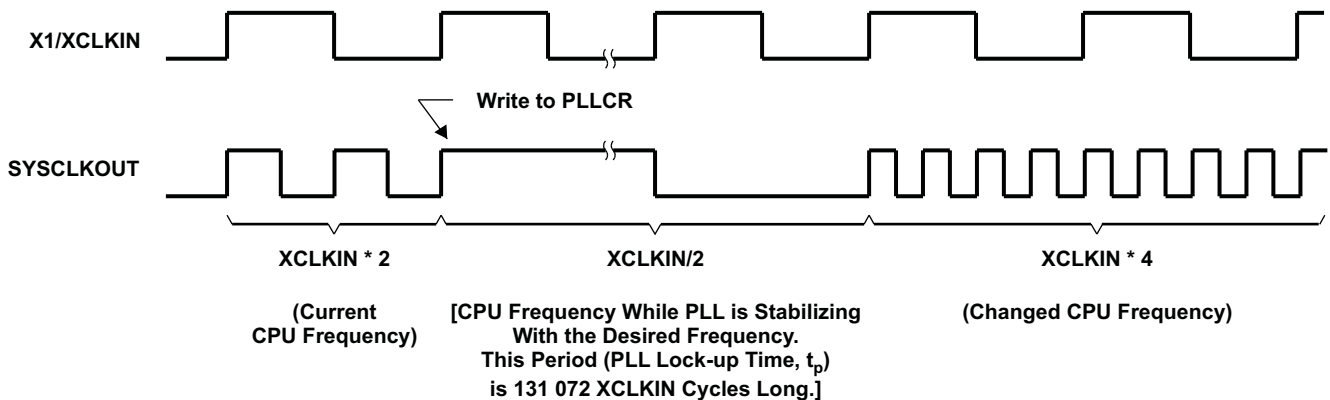 X1/XCLKIN
Write to PLLCR
SYSCLKOUT
XCLKIN * 2
XCLKIN/2
XCLKIN * 4
(Current
CPU Frequency)
[CPU Frequency While PLL is Stabilizing
With the Desired Frequency.
This Period (PLL Lock-up Time, tp)
is 131 072 XCLKIN Cycles Long.]
(Changed CPU Frequency)